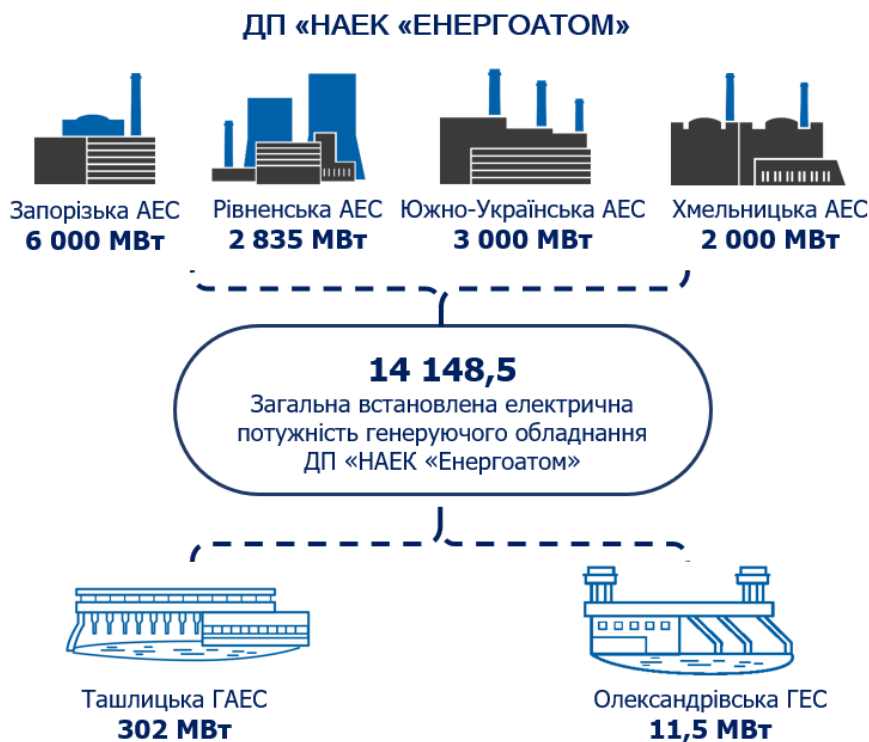 ДП «НАЕК «ЕНЕРГОАТОМ»
Запорізька АЕС
6 000 МВт
Рівненська АЕС
2 835 МВт
Южно-Українська АЕС
3 000 МВт
Хмельницька АЕС
2 000 МВт
14 148,5
Загальна встановлена електрична
потужність генеруючого обладнання
ДП «НАЕК «Енергоатом»
Ташлицька ГАЕС
302 МВт
Олександрівська ГЕС
11,5 МВт